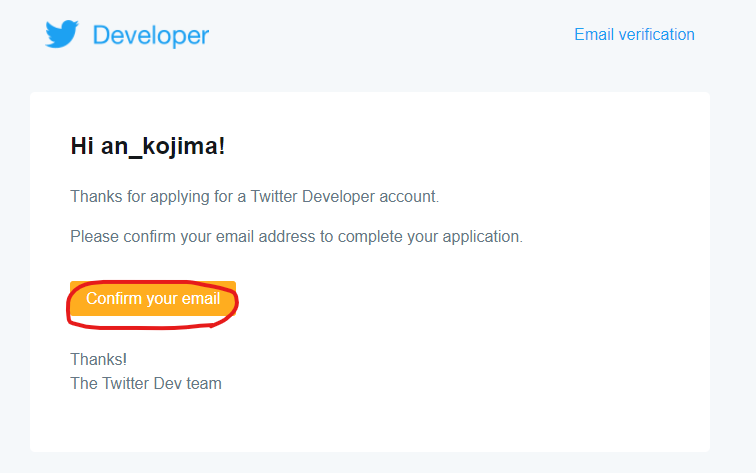 Developer
Email verification
Hi an_kojima!
Thanks for applying for a Twitter Developer account.
Please confirm your email address to complete your application.
Confirm your email
Thanks!
The Twitter Dev team